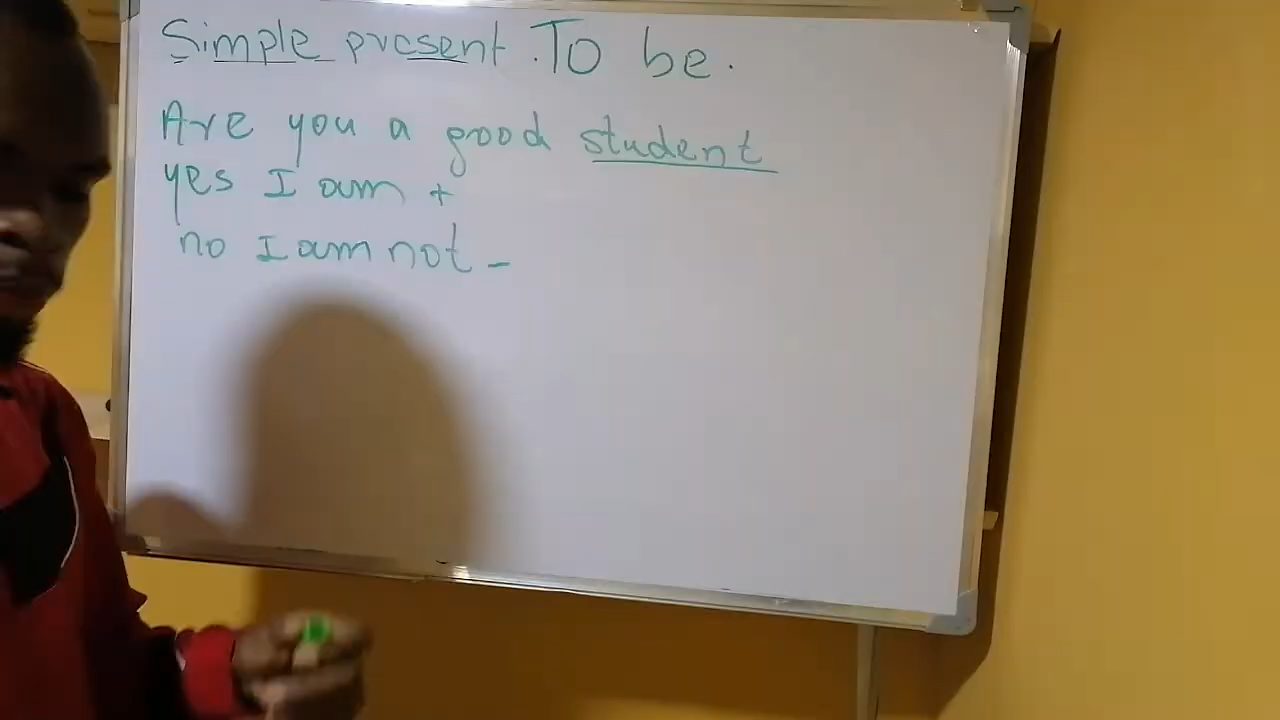 Simple present. To be.
Are you a good student
yes I am +
no I am not -